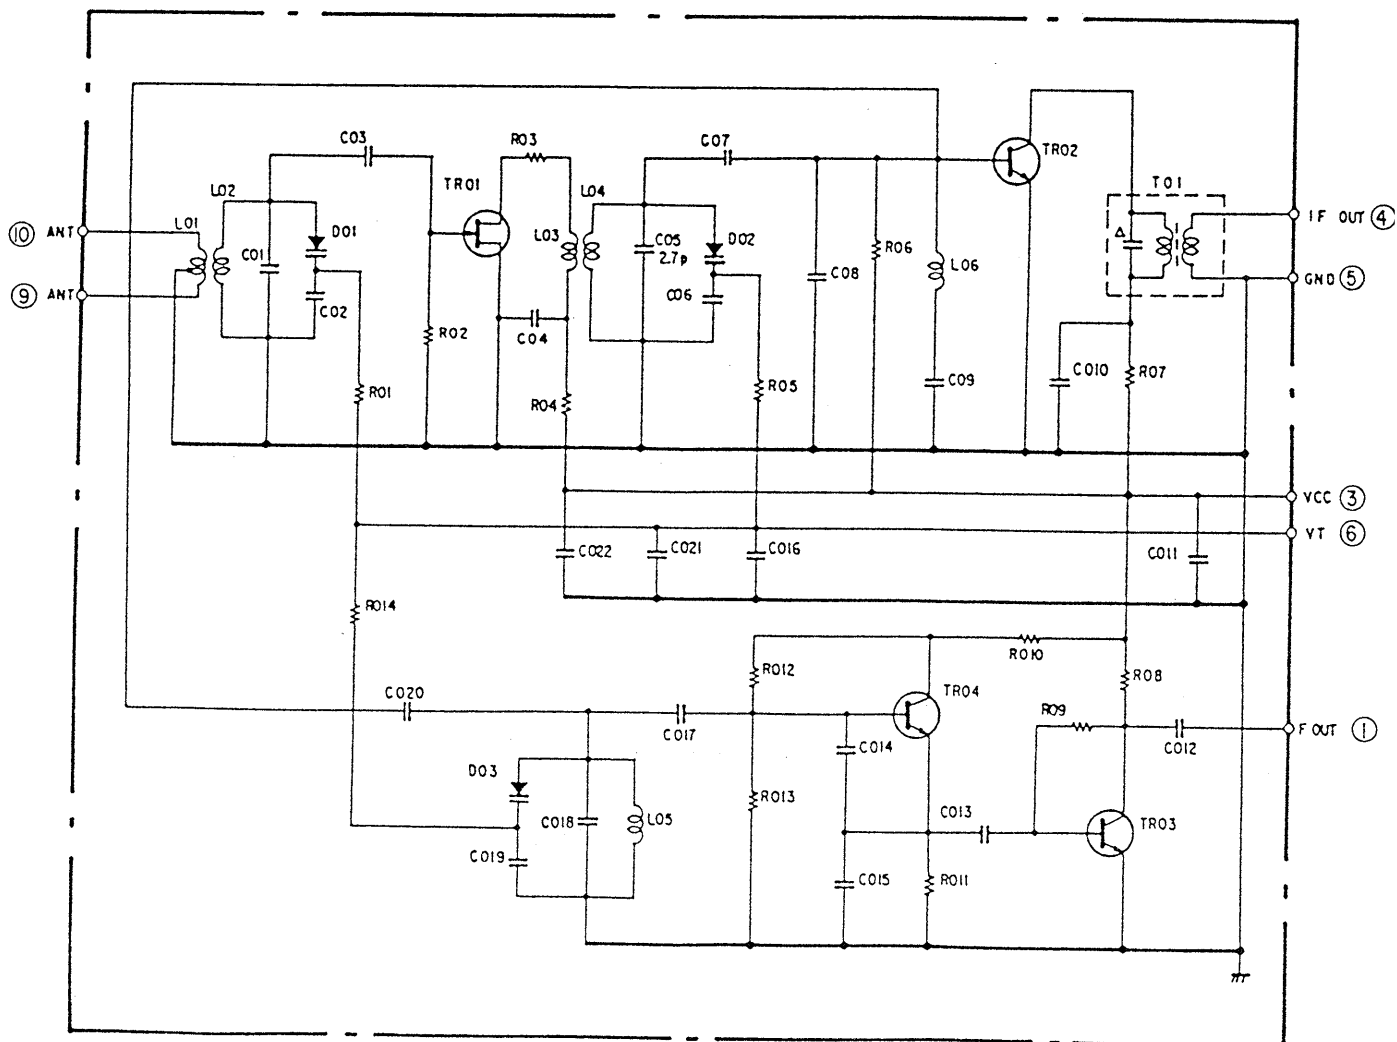 C03
R03
C07
TR01
TR02
T01
L02
L04
L01
⑩ ANT
D01
L03
C05
2.7p
D02
R06
L06
Δ
IF OUT ④
C01
C08
GND ⑤
⑨ ANT
C02
C06
R02
C04
C010
R07
R01
R04
R05
C09
VCC ③
VT ⑥
C022
C021
C016
C011
R014
R010
R012
R08
C020
TR04
R09
C017
C014
C012
F OUT ①
D03
R013
C013
C018
L05
TR03
C019
C015
R011